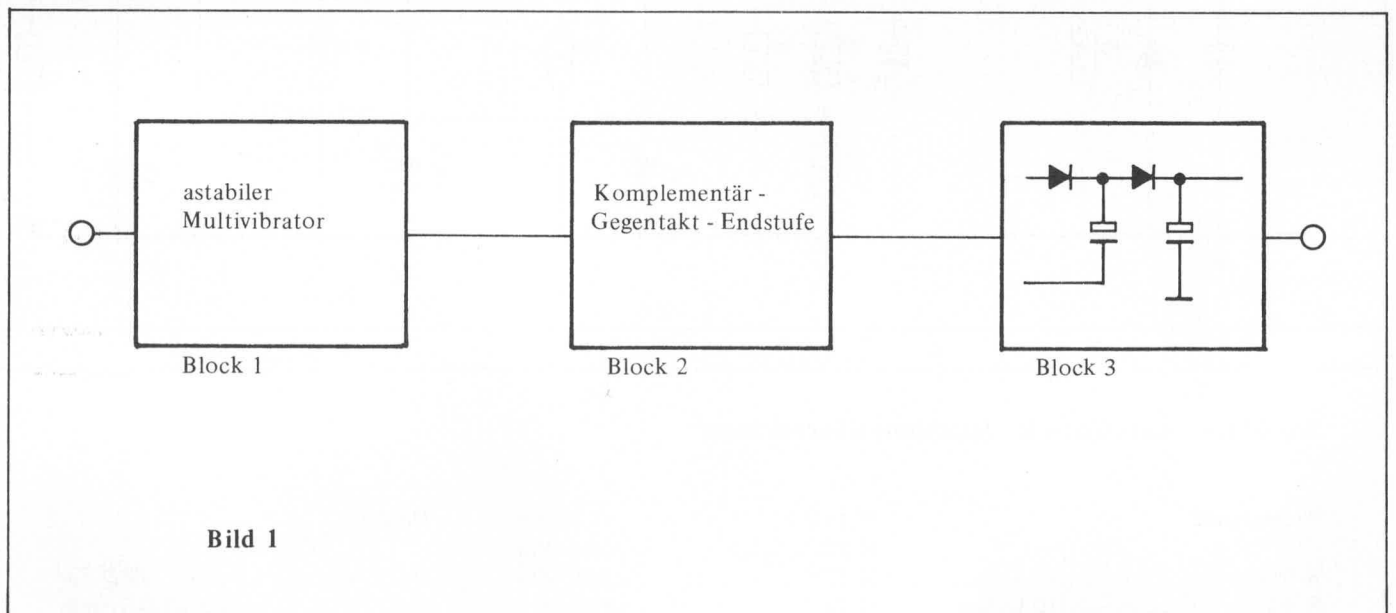 astabiler
Multivibrator
Komplementär -
Gegentakt - Endstufe
Block 1
Block 2
Block 3
Bild 1